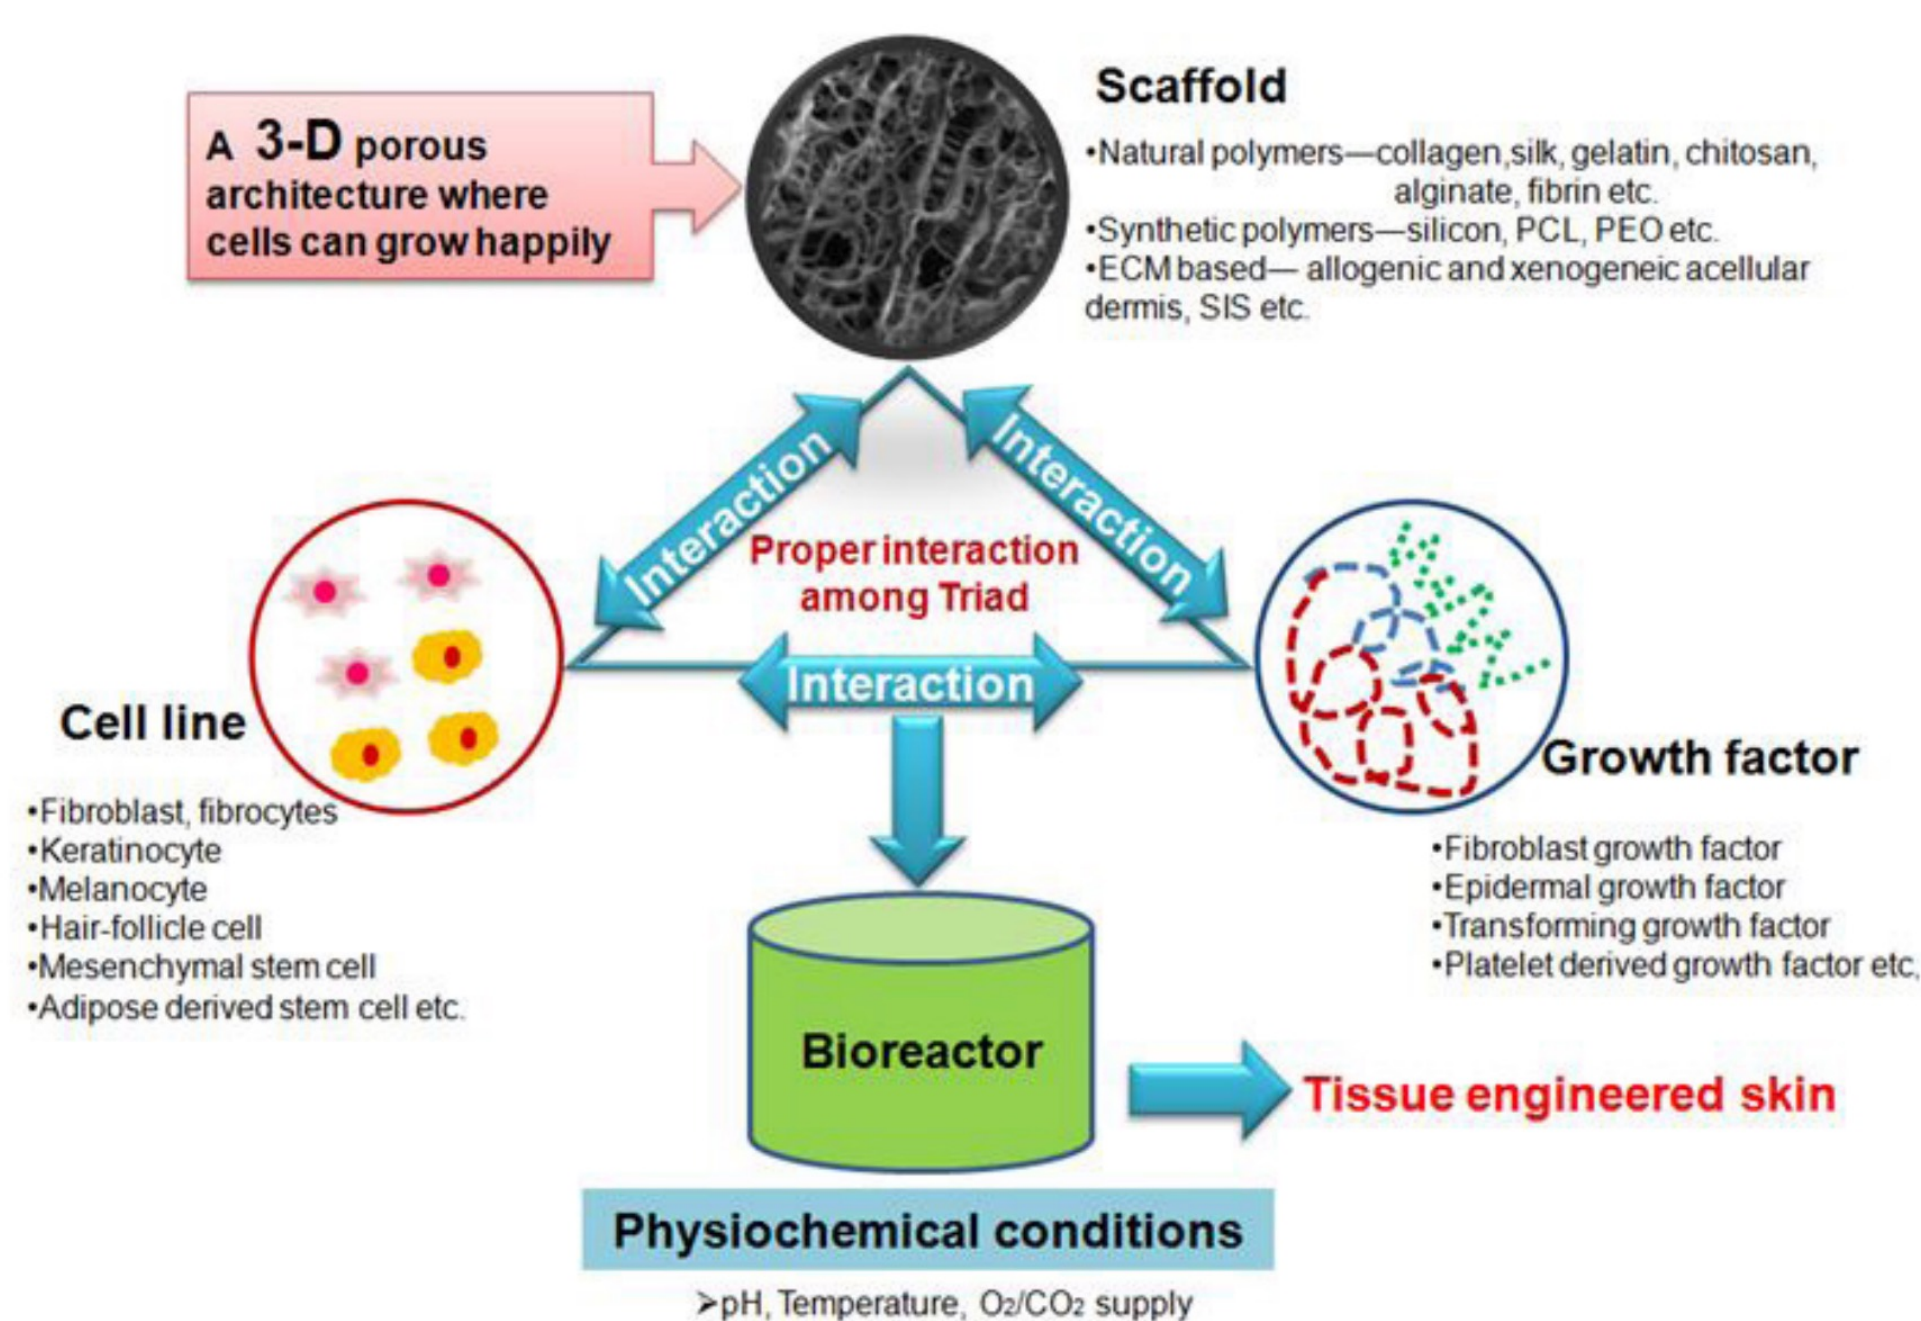 A 3-D porous
architecture where
cells can grow happily
Scaffold
•Natural polymers—collagen,silk, gelatin, chitosan,
alginate, fibrin etc.
•Synthetic polymers—silicon, PCL, PEO etc.
•ECM based— allogenic and xenogeneic acellular
dermis, SIS etc.
Interaction
Interaction
Proper interaction
among Triad
Interaction
Cell line
•Fibroblast, fibrocytes
•Keratinocyte
•Melanocyte
•Hair-follicle cell
•Mesenchymal stem cell
•Adipose derived stem cell etc.
Growth factor
•Fibroblast growth factor
•Epidermal growth factor
•Transforming growth factor
•Platelet derived growth factor etc.
Bioreactor
Tissue engineered skin
Physiochemical conditions
➢pH, Temperature, O₂/CO₂ supply